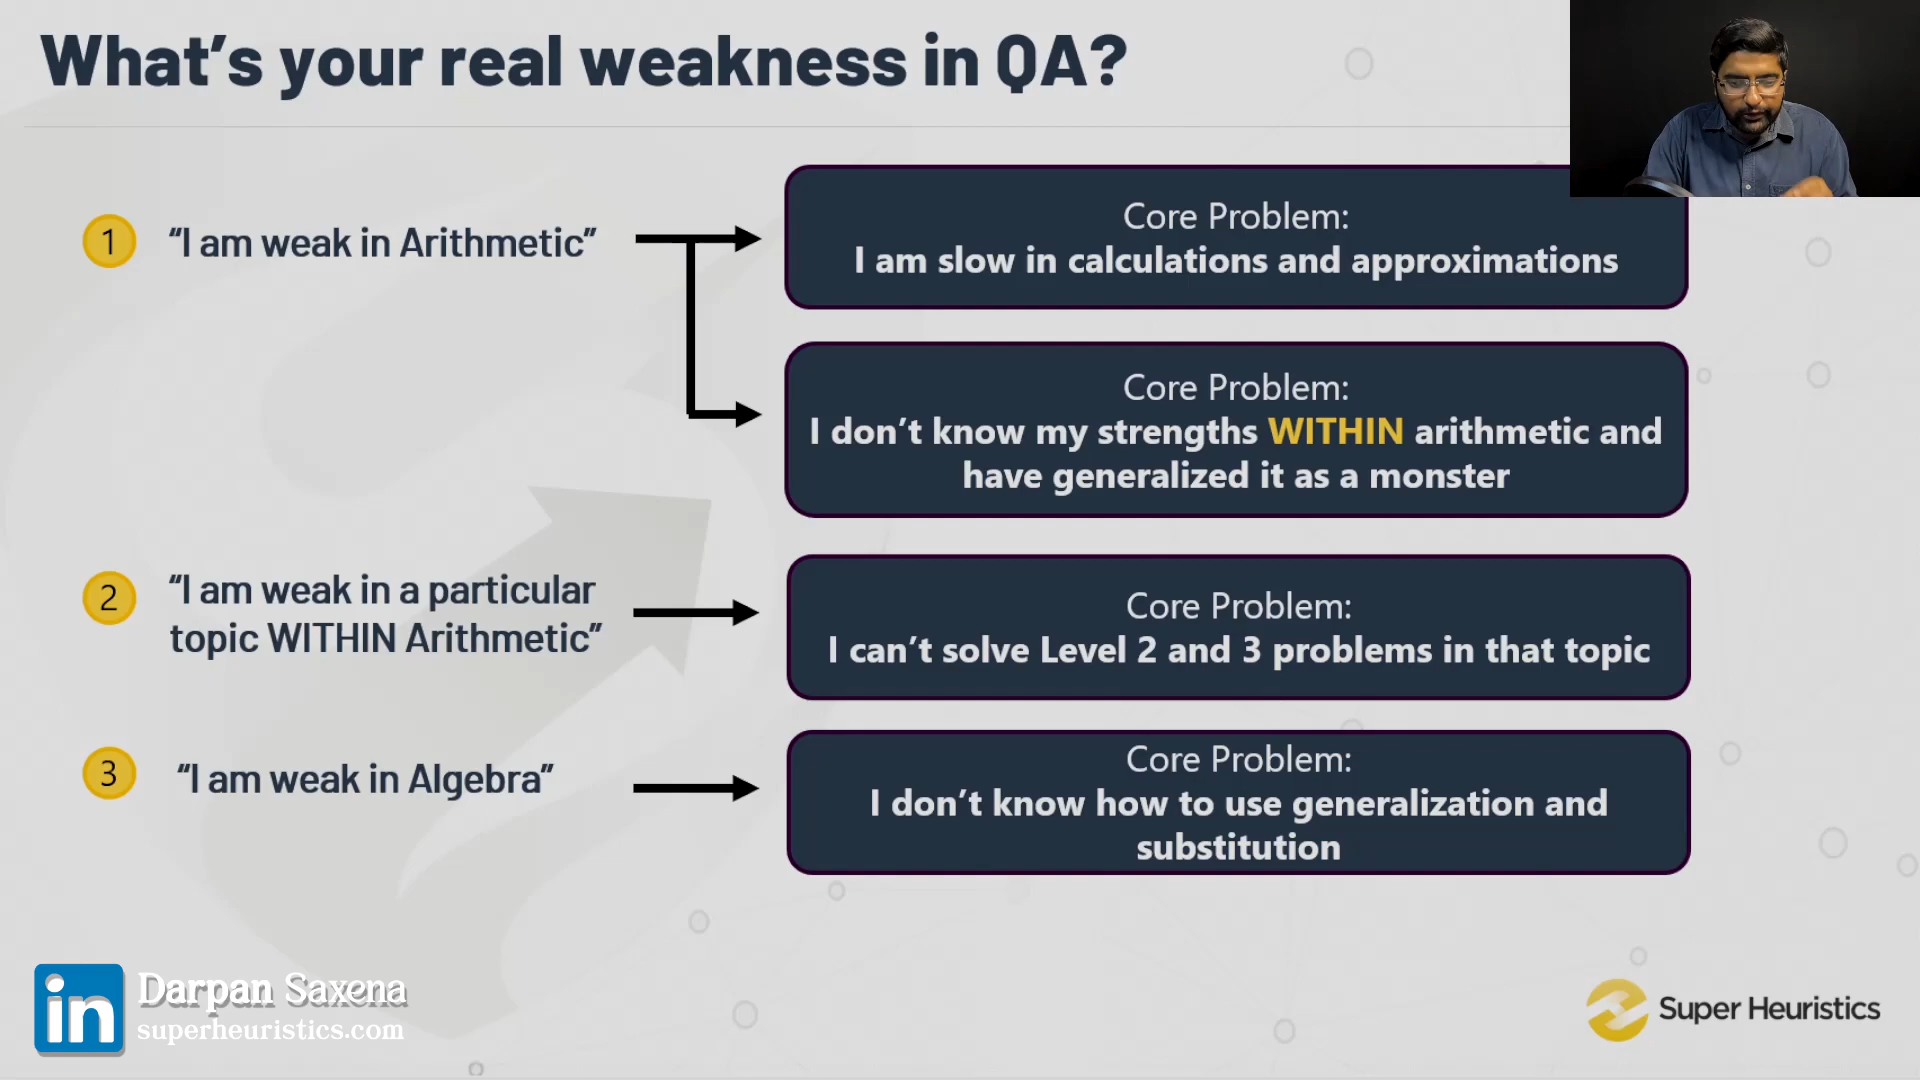 What's your real weakness in QA?
1
“I am weak in Arithmetic”
Core Problem:
I am slow in calculations and approximations
Core Problem:
I don't know my strengths WITHIN arithmetic and
have generalized it as a monster
2
“I am weak in a particular
topic WITHIN Arithmetic”
Core Problem:
I can't solve Level 2 and 3 problems in that topic
3
“I am weak in Algebra”
Core Problem:
I don't know how to use generalization and
substitution
in
Darpan Saxena
superheuristics.com
Super Heuristics